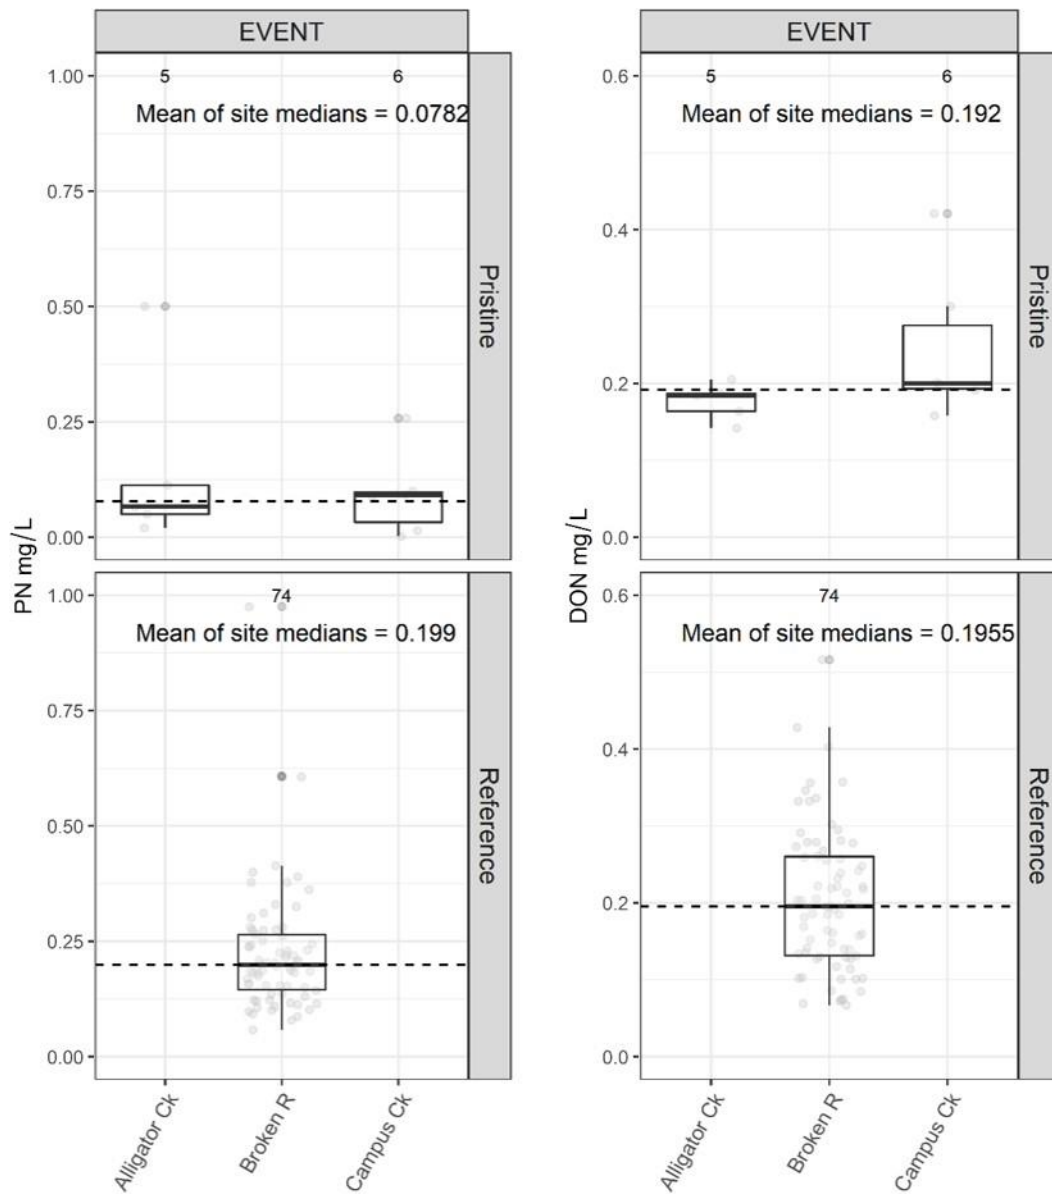 EVENT
PN mg/L
1.00
0.75
0.50
0.25
0.00
5
6
Mean of site medians = 0.0782
Pristine
1.00
0.75
0.50
0.25
0.00
74
Mean of site medians = 0.199
Reference
Alligator Ck
Broken R
Campus Ck
EVENT
DON mg/L
0.6
0.4
0.2
0.0
5
6
Mean of site medians = 0.192
Pristine
0.6
0.4
0.2
0.0
74
Mean of site medians = 0.1955
Reference
Alligator Ck
Broken R
Campus Ck